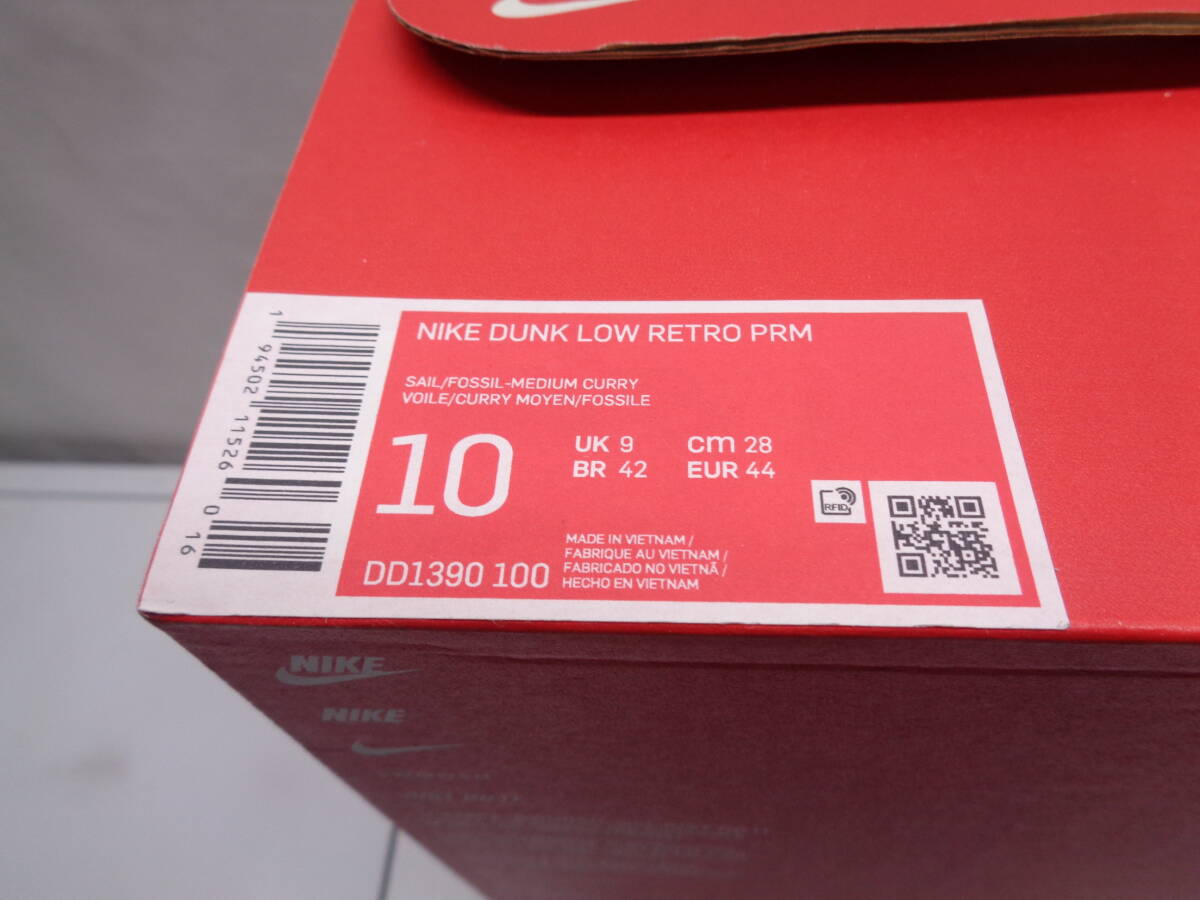 NIKE DUNK LOW RETRO PRM
SAIL/FOSSIL-MEDIUM CURRY
VOILE/CURRY MOYEN/FOSSILE
10
UK 9 cm 28
BR 42 EUR 44
DD1390 100
MADE IN VIETNAM /
FABRIQUE AU VIETNAM /
FABRICADO NO VIETNÃ /
HECHO EN VIETNAM
RFID
1 94502 11526 0 16
NIKE
NIKE